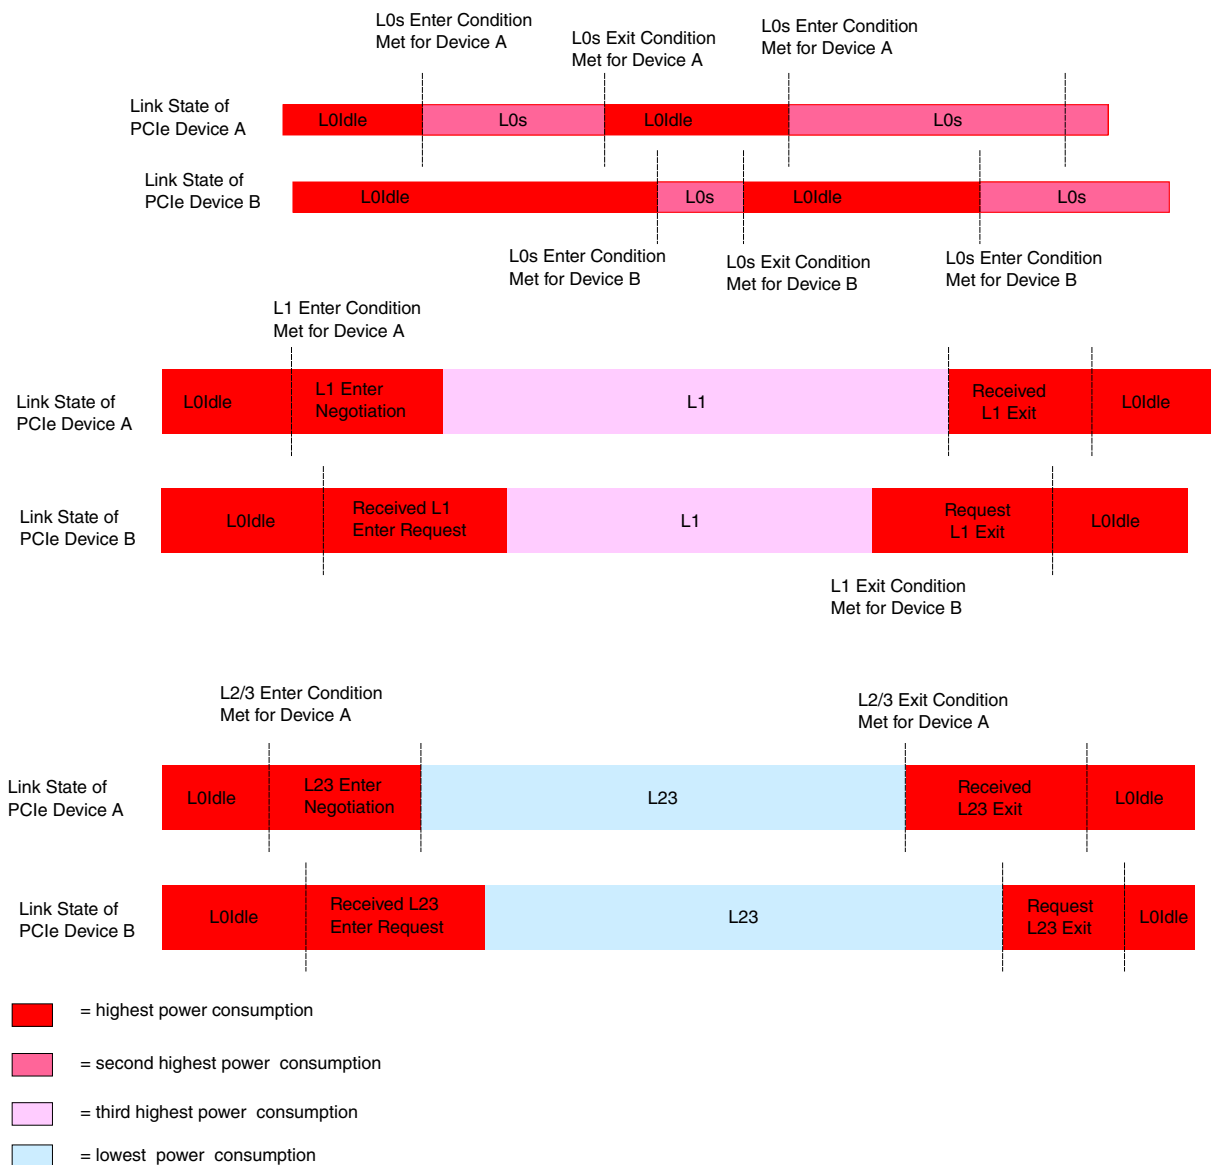 L0s Enter Condition
Met for Device A
L0s Exit Condition
Met for Device A
L0s Enter Condition
Met for Device A
Link State of
PCIe Device A
L0Idle
L0s
L0Idle
L0s
Link State of
PCIe Device B
L0Idle
L0s
L0Idle
L0s
L0s Enter Condition
Met for Device B
L0s Exit Condition
Met for Device B
L0s Enter Condition
Met for Device B
L1 Enter Condition
Met for Device A
Link State of
PCIe Device A
L0Idle
L1 Enter
Negotiation
L1
Received
L1 Exit
L0Idle
Link State of
PCIe Device B
L0Idle
Received L1
Enter Request
L1
Request
L1 Exit
L0Idle
L1 Exit Condition
Met for Device B
L2/3 Enter Condition
Met for Device A
L2/3 Exit Condition
Met for Device A
Link State of
PCIe Device A
L0Idle
L23 Enter
Negotiation
L23
Received
L23 Exit
L0Idle
Link State of
PCIe Device B
L0Idle
Received L23
Enter Request
L23
Request
L23 Exit
L0Idle
= highest power consumption
= second highest power consumption
= third highest power consumption
= lowest power consumption